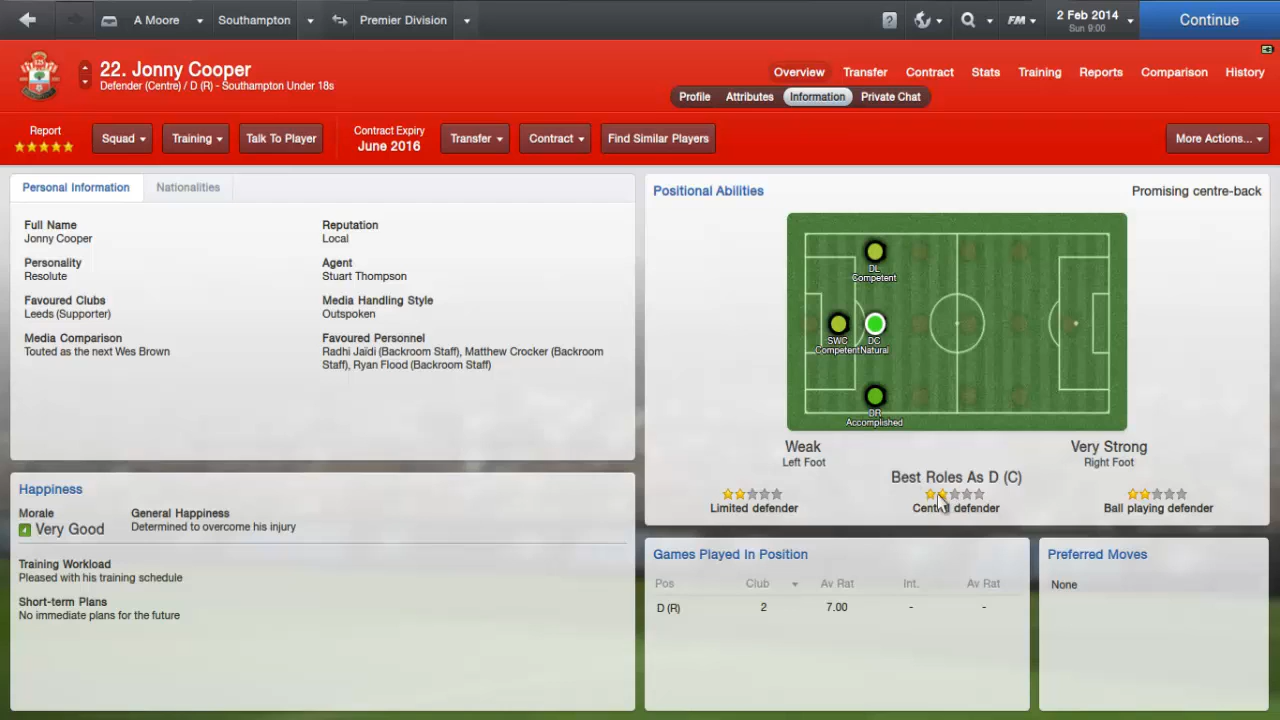 A Moore
Southampton
Premier Division
?
FM
2 Feb 2014
Sun 9:00
Continue
22. Jonny Cooper
Defender (Centre) / D (R) - Southampton Under 18s
Overview
Transfer
Contract
Stats
Training
Reports
Comparison
History
Profile
Attributes
Information
Private Chat
Report
Squad
Training
Talk To Player
Contract Expiry
June 2016
Transfer
Contract
Find Similar Players
More Actions...
Personal Information
Nationalities
Full Name
Jonny Cooper
Personality
Resolute
Favoured Clubs
Leeds (Supporter)
Media Comparison
Touted as the next Wes Brown
Reputation
Local
Agent
Stuart Thompson
Media Handling Style
Outspoken
Favoured Personnel
Radhi Jaïdi (Backroom Staff), Matthew Crocker (Backroom
Staff), Ryan Flood (Backroom Staff)
Happiness
Morale
Very Good
General Happiness
Determined to overcome his injury
Training Workload
Pleased with his training schedule
Short-term Plans
No immediate plans for the future
Positional Abilities
Promising centre-back
DL
Competent
SWC
Competent
DC
Natural
DR
Accomplished
Weak
Left Foot
Very Strong
Right Foot
Best Roles As D (C)
Limited defender
Central defender
Ball playing defender
Games Played In Position
Pos Club Av Rat Int. Av Rat
D (R) 2 7.00 - -
Preferred Moves
None